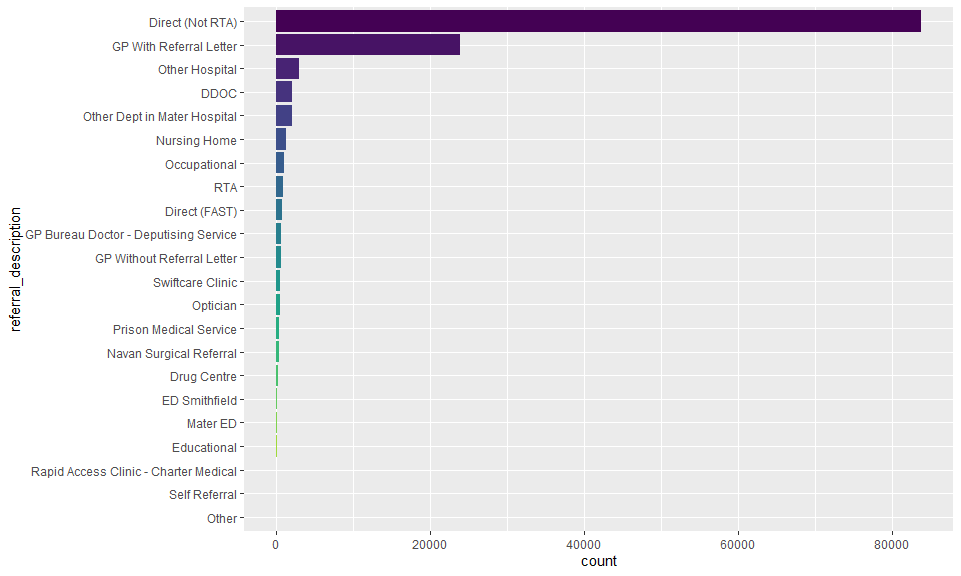 Direct (Not RTA)
GP With Referral Letter
Other Hospital
DDOC
Other Dept in Mater Hospital
Nursing Home
Occupational
RTA
Direct (FAST)
GP Bureau Doctor - Deputising Service
GP Without Referral Letter
Swiftcare Clinic
Optician
Prison Medical Service
Navan Surgical Referral
Drug Centre
ED Smithfield
Mater ED
Educational
Rapid Access Clinic - Charter Medical
Self Referral
Other
referral_description
0 20000 40000 60000 80000
count